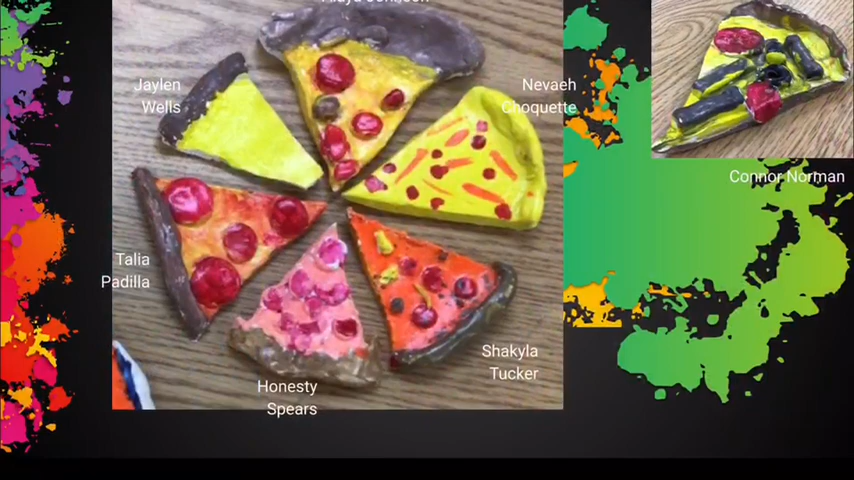 Jaylen
Wells
Nevaeh
Choquette
Connor Norman
Talia
Padilla
Shakyla
Tucker
Honesty
Spears